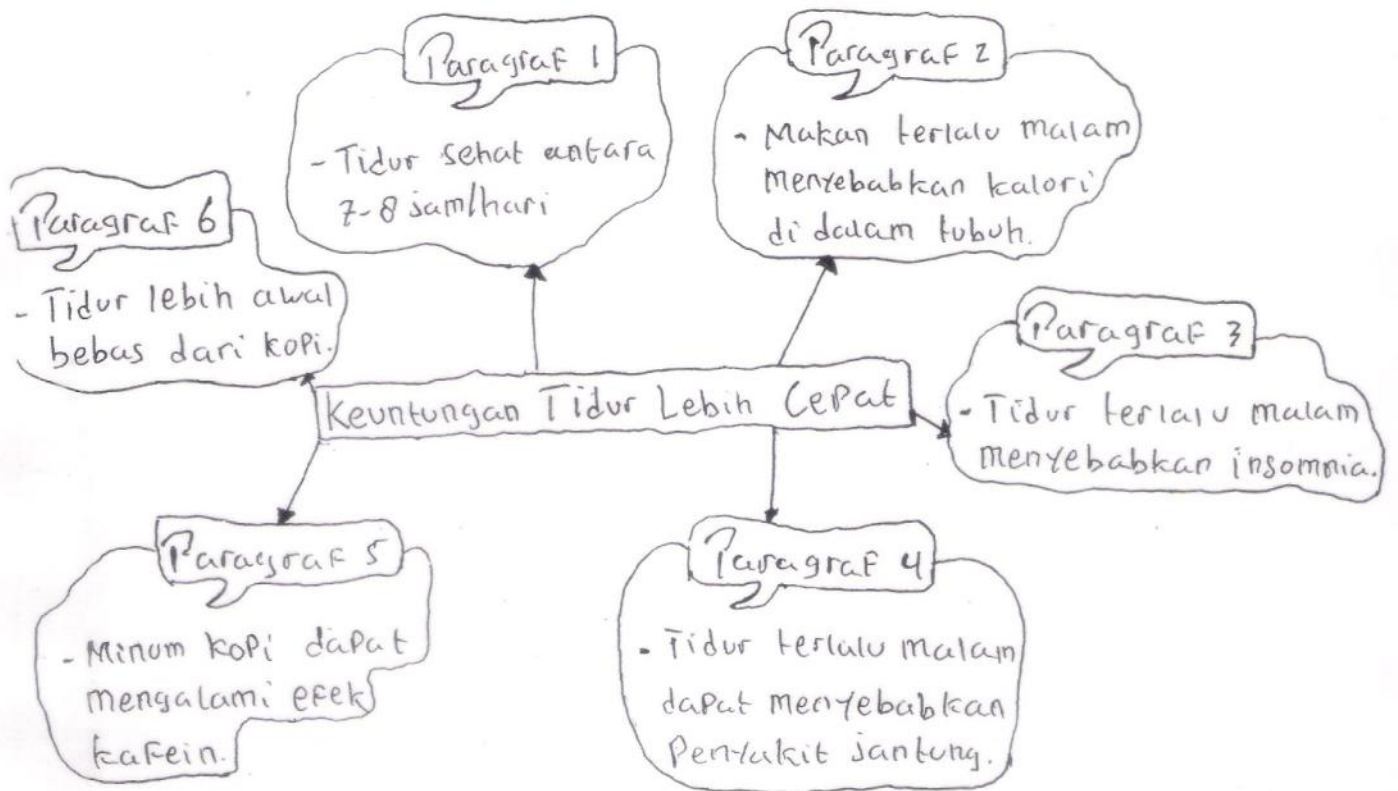 Paragraf 1
- Tidur sehat antara
7-8 jam/hari
Paragraf 2
- Makan terlalu malam
menyebabkan kalori
di dalam tubuh.
Paragraf 3
- Tidur terlalu malam
menyebabkan insomnia.
Paragraf 4
- Tidur terlalu malam
dapat menyebabkan
Penyakit jantung.
Paragraf 5
- Minum kopi dapat
mengalami efek
kafein.
Paragraf 6
- Tidur lebih awal
bebas dari kopi.
Keuntungan Tidur Lebih Cepat